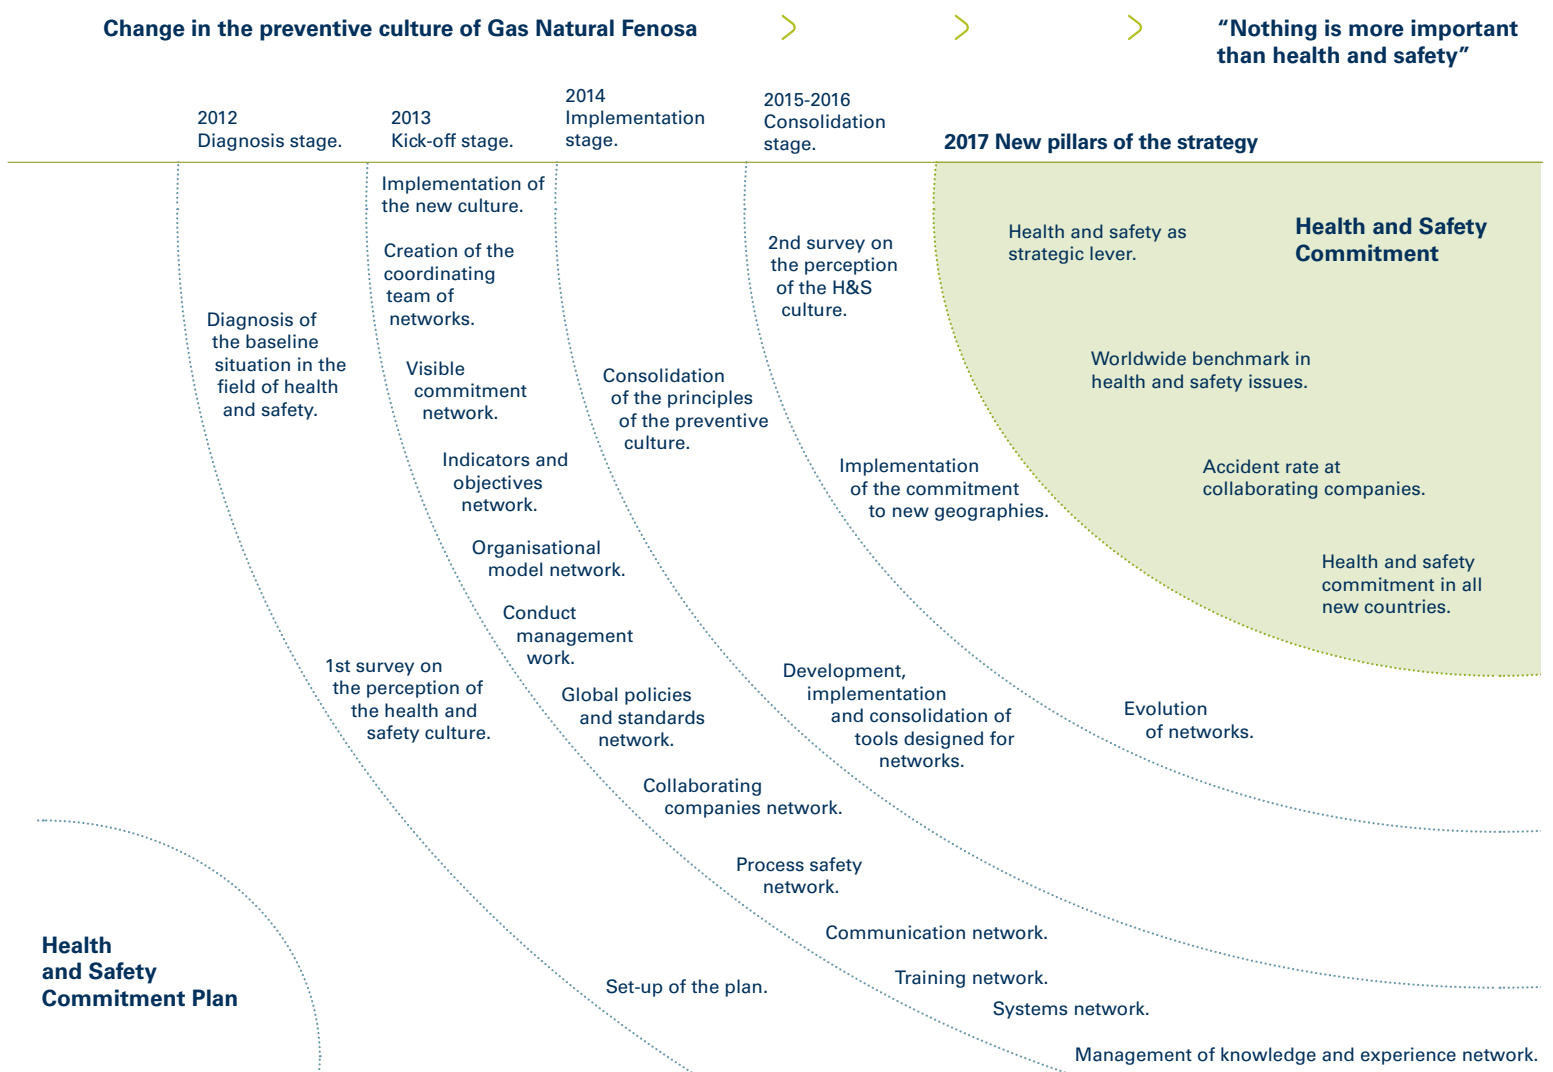 Change in the preventive culture of Gas Natural Fenosa
“Nothing is more important
than health and safety”
2012
Diagnosis stage.
2013
Kick-off stage.
2014
Implementation
stage.
2015-2016
Consolidation
stage.
2017 New pillars of the strategy
Diagnosis of
the baseline
situation in the
field of health
and safety.
1st survey on
the perception of
the health and
safety culture.
Set-up of the plan.
Implementation of
the new culture.
Creation of the
coordinating
team of
networks.
Visible
commitment
network.
Indicators and
objectives
network.
Organisational
model network.
Conduct
management
work.
Global policies
and standards
network.
Collaborating
companies network.
Process safety
network.
Communication network.
Training network.
Systems network.
Management of knowledge and experience network.
Consolidation
of the principles
of the preventive
culture.
Development,
implementation
and consolidation of
tools designed for
networks.
2nd survey on
the perception
of the H&S
culture.
Implementation
of the commitment
to new geographies.
Evolution
of networks.
Health and Safety
Commitment
Health and safety as
strategic lever.
Worldwide benchmark in
health and safety issues.
Accident rate at
collaborating companies.
Health and safety
commitment in all
new countries.
Health
and Safety
Commitment Plan